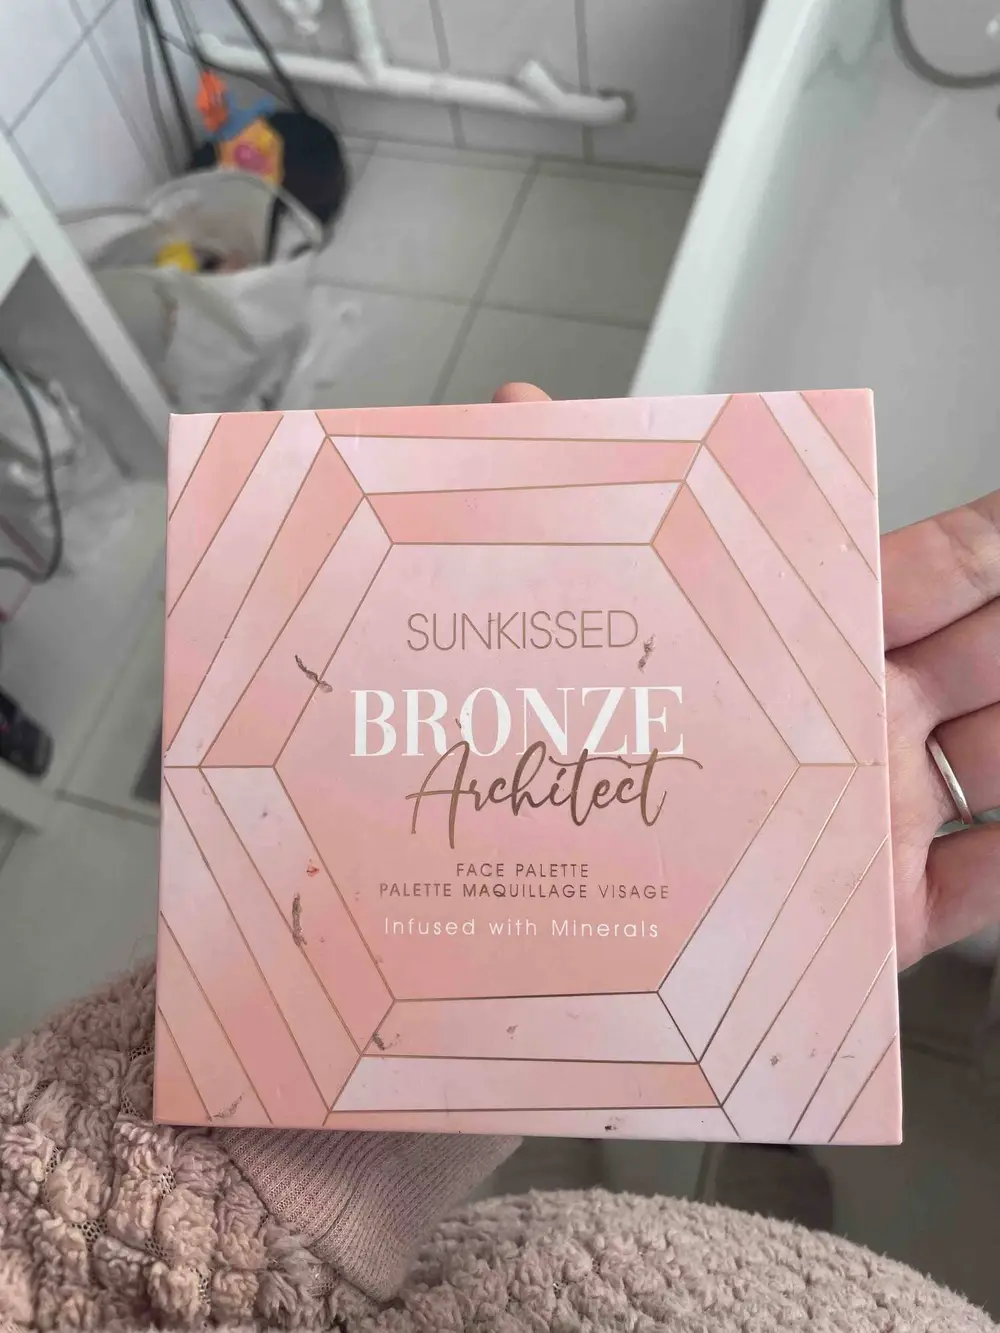 SUNKISSED
BRONZE
Architect
FACE PALETTE
PALETTE MAQUILLAGE VISAGE
Infused with Minerals